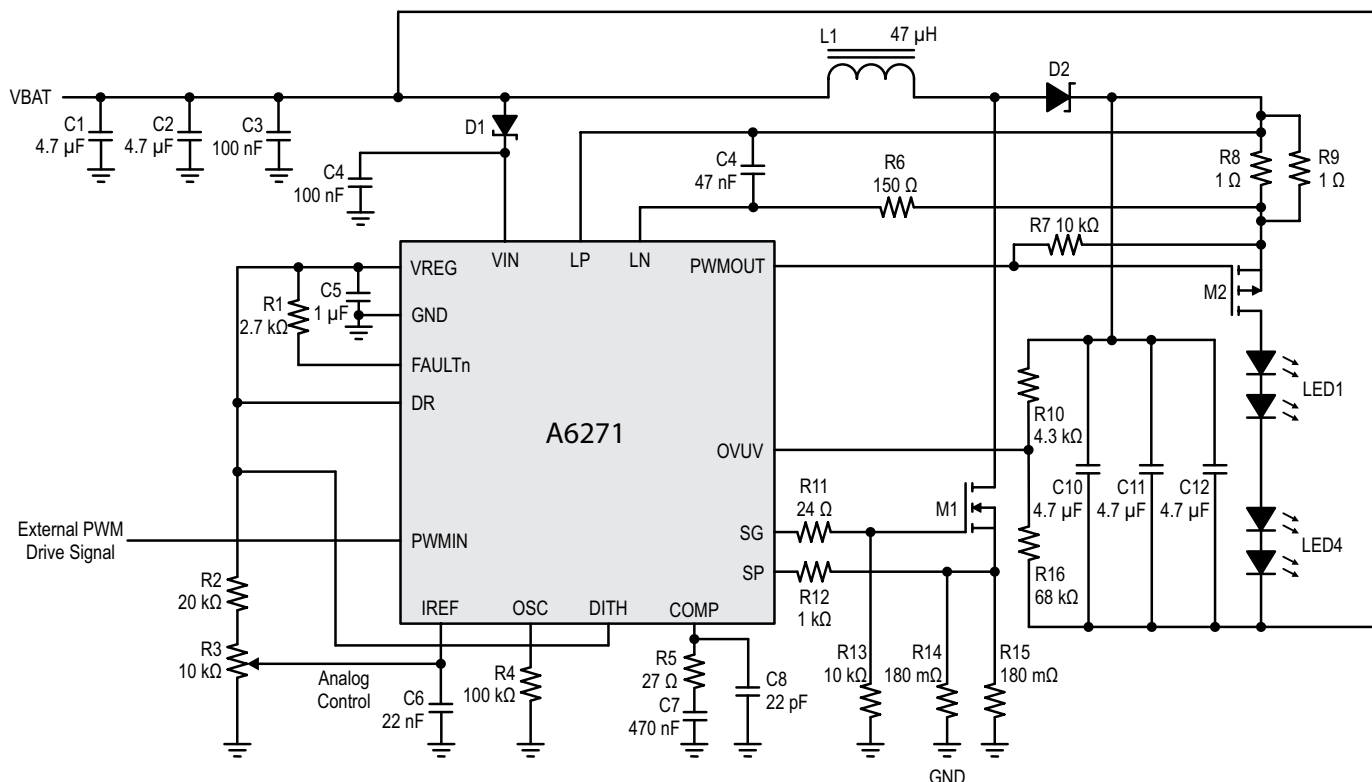 L1
47 µH
D2
VBAT
C1
4.7 µF
C2
4.7 µF
C3
100 nF
D1
C4
100 nF
C4
47 nF
R6
150 Ω
R8
1 Ω
R9
1 Ω
R7 10 kΩ
VIN
LP
LN
VREG
PWMOUT
M2
R1
2.7 kΩ
C5
1 µF
GND
FAULTn
DR
LED1
A6271
R10
4.3 kΩ
OVUV
C10
4.7 µF
C11
4.7 µF
C12
4.7 µF
R11
24 Ω
M1
External PWM
Drive Signal
PWMIN
SG
LED4
SP
R16
68 kΩ
R2
20 kΩ
IREF
OSC
DITH
COMP
R12
1 kΩ
R3
10 kΩ
Analog
Control
C6
22 nF
R4
100 kΩ
R5
27 Ω
C7
470 nF
C8
22 pF
R13
10 kΩ
R14
180 mΩ
R15
180 mΩ
GND